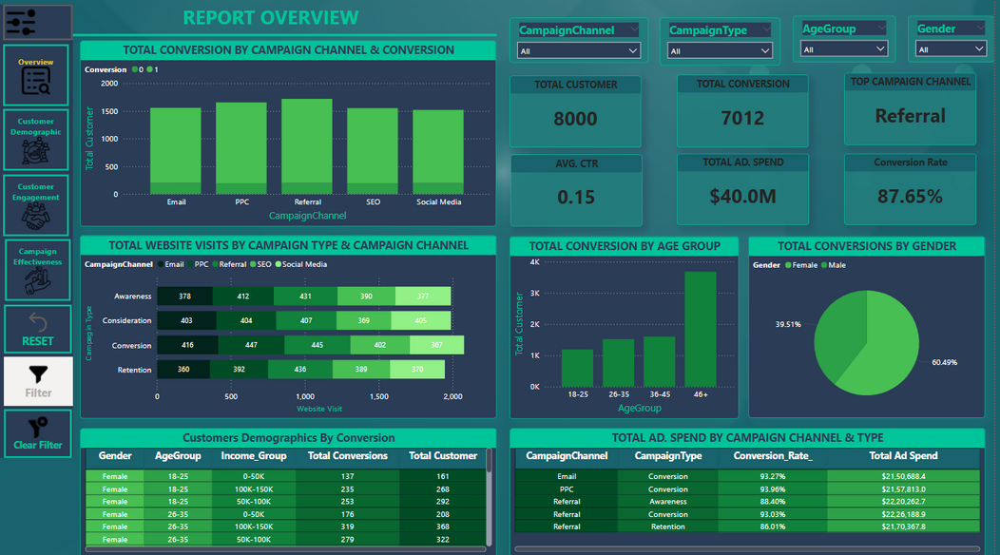 REPORT OVERVIEW
Overview
Customer
Demographic
Customer
Engagement
Campaign
Effectiveness
RESET
Filter
Clear Filter
CampaignChannel
All
CampaignType
All
AgeGroup
All
Gender
All
TOTAL CONVERSION BY CAMPAIGN CHANNEL & CONVERSION
Conversion 0 1
Total Customer
2000
1500
1000
500
0
Email PPC Referral SEO Social Media
CampaignChannel
TOTAL CUSTOMER
8000
TOTAL CONVERSION
7012
TOP CAMPAIGN CHANNEL
Referral
AVG. CTR
0.15
TOTAL AD. SPEND
$40.0M
Conversion Rate
87.65%
TOTAL WEBSITE VISITS BY CAMPAIGN TYPE & CAMPAIGN CHANNEL
CampaignChannel Email PPC Referral SEO Social Media
Campaign Type
Awareness 378 412 431 390 377
Consideration 403 404 407 369 405
Conversion 416 447 445 402 367
Retention 360 392 436 389 370
0 500 1,000 1,500 2,000
Website Visit
TOTAL CONVERSION BY AGE GROUP
Total Customer
4K
3K
2K
1K
0K
18-25 26-35 36-45 46+
AgeGroup
TOTAL CONVERSIONS BY GENDER
Gender Female Male
39.51%
60.49%
Customers Demographics By Conversion
Gender AgeGroup Income_Group Total Conversions Total Customer
Female 18-25 0-50K 137 161
Female 18-25 100K-150K 235 268
Female 18-25 50K-100K 253 292
Female 26-35 0-50K 176 208
Female 26-35 100K-150K 319 368
Female 26-35 50K-100K 279 322
TOTAL AD. SPEND BY CAMPAIGN CHANNEL & TYPE
CampaignChannel CampaignType Conversion_Rate_ Total Ad Spend
Email Conversion 93.27% $21,50,688.4
PPC Conversion 93.96% $21,57,813.0
Referral Awareness 88.40% $22,20,262.7
Referral Conversion 93.03% $22,26,188.9
Referral Retention 86.01% $21,70,367.8